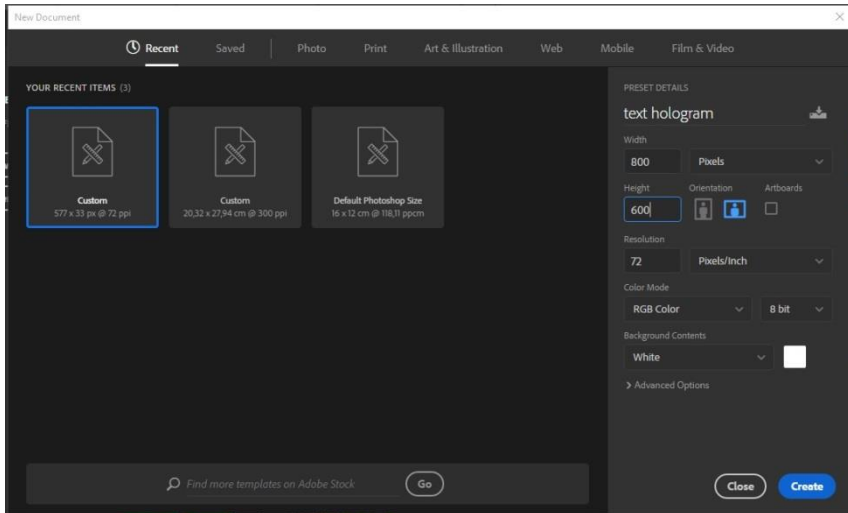 New Document
Recent Saved Photo Print Art & Illustration Web Mobile Film & Video
YOUR RECENT ITEMS (3)
Custom
577 x 33 px @ 72 ppi
Custom
20,32 x 27,94 cm @ 300 ppi
Default Photoshop Size
16 x 12 cm @ 118,11 ppcm
Find more templates on Adobe Stock
Go
PRESET DETAILS
text hologram
Width
800 Pixels
Height Orientation Artboards
600
Resolution
72 Pixels/Inch
Color Mode
RGB Color 8 bit
Background Contents
White
Advanced Options
Close Create